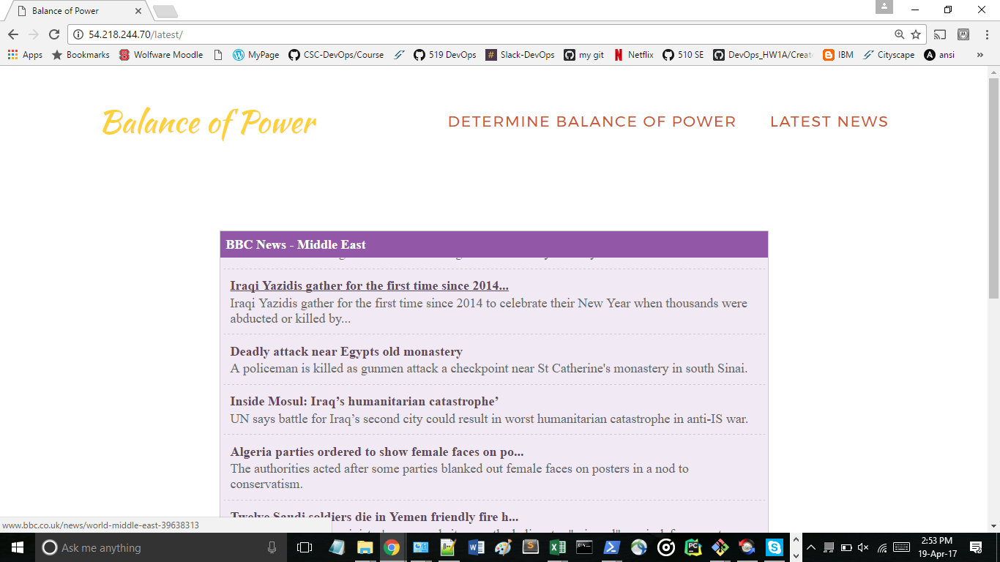 Balance of Power
54.218.244.70/latest/
Apps Bookmarks Wolfware Moodle MyPage CSC-DevOps/Course 519 DevOps Slack-DevOps my git Netflix 510 SE DevOps_HW1A/Creat IBM Cityscape ansi »
Balance of Power
DETERMINE BALANCE OF POWER LATEST NEWS
BBC News - Middle East
Iraqi Yazidis gather for the first time since 2014...
Iraqi Yazidis gather for the first time since 2014 to celebrate their New Year when thousands were
abducted or killed by...
Deadly attack near Egypts old monastery
A policeman is killed as gunmen attack a checkpoint near St Catherine's monastery in south Sinai.
Inside Mosul: Iraq’s humanitarian catastrophe’
UN says battle for Iraq’s second city could result in worst humanitarian catastrophe in anti-IS war.
Algeria parties ordered to show female faces on po...
The authorities acted after some parties blanked out female faces on posters in a nod to
conservatism.
Twelve Saudi soldiers die in Yemen friendly fire h...
www.bbc.co.uk/news/world-middle-east-39638313
Ask me anything
2:53 PM
19-Apr-17